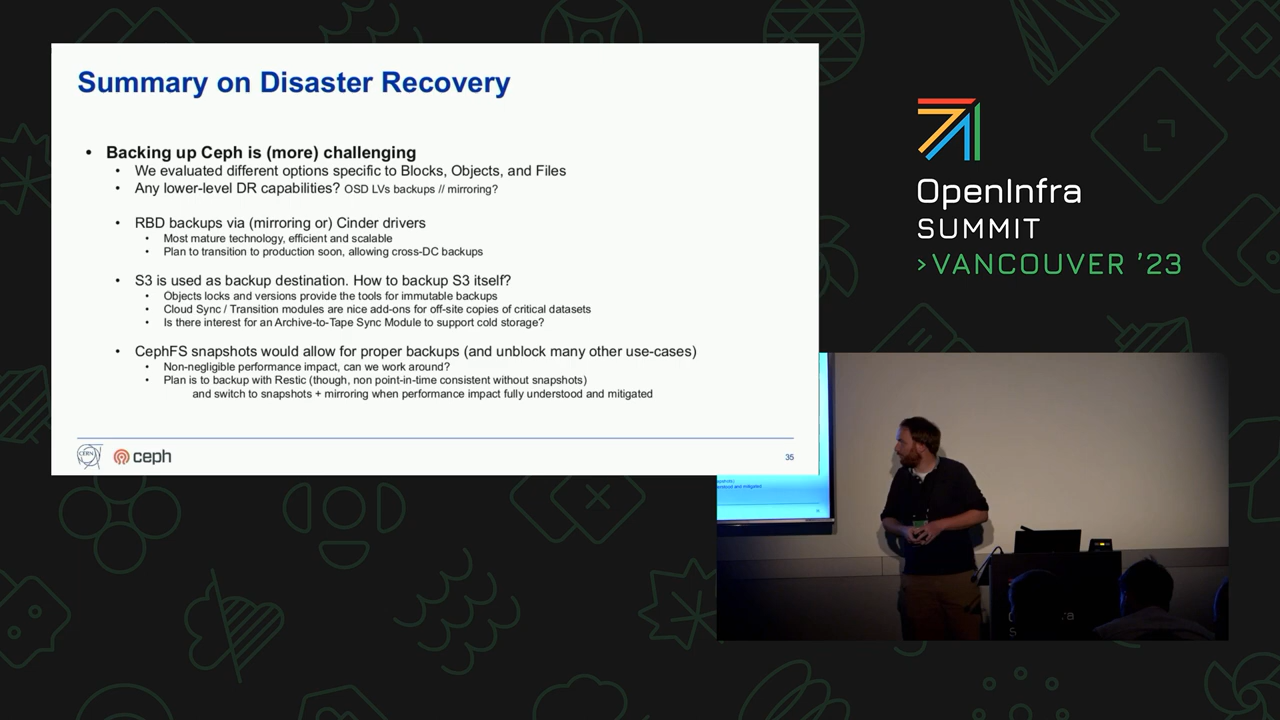 Summary on Disaster Recovery
• Backing up Ceph is (more) challenging
• We evaluated different options specific to Blocks, Objects, and Files
• Any lower-level DR capabilities? OSD LVs backups // mirroring?
• RBD backups via (mirroring or) Cinder drivers
• Most mature technology, efficient and scalable
• Plan to transition to production soon, allowing cross-DC backups
• S3 is used as backup destination. How to backup S3 itself?
• Objects locks and versions provide the tools for immutable backups
• Cloud Sync / Transition modules are nice add-ons for off-site copies of critical datasets
• Is there interest for an Archive-to-Tape Sync Module to support cold storage?
• CephFS snapshots would allow for proper backups (and unblock many other use-cases)
• Non-negligible performance impact, can we work around?
• Plan is to backup with Restic (though, non point-in-time consistent without snapshots)
and switch to snapshots + mirroring when performance impact fully understood and mitigated
CERN
ceph
35
OpenInfra
SUMMIT
>VANCOUVER '23